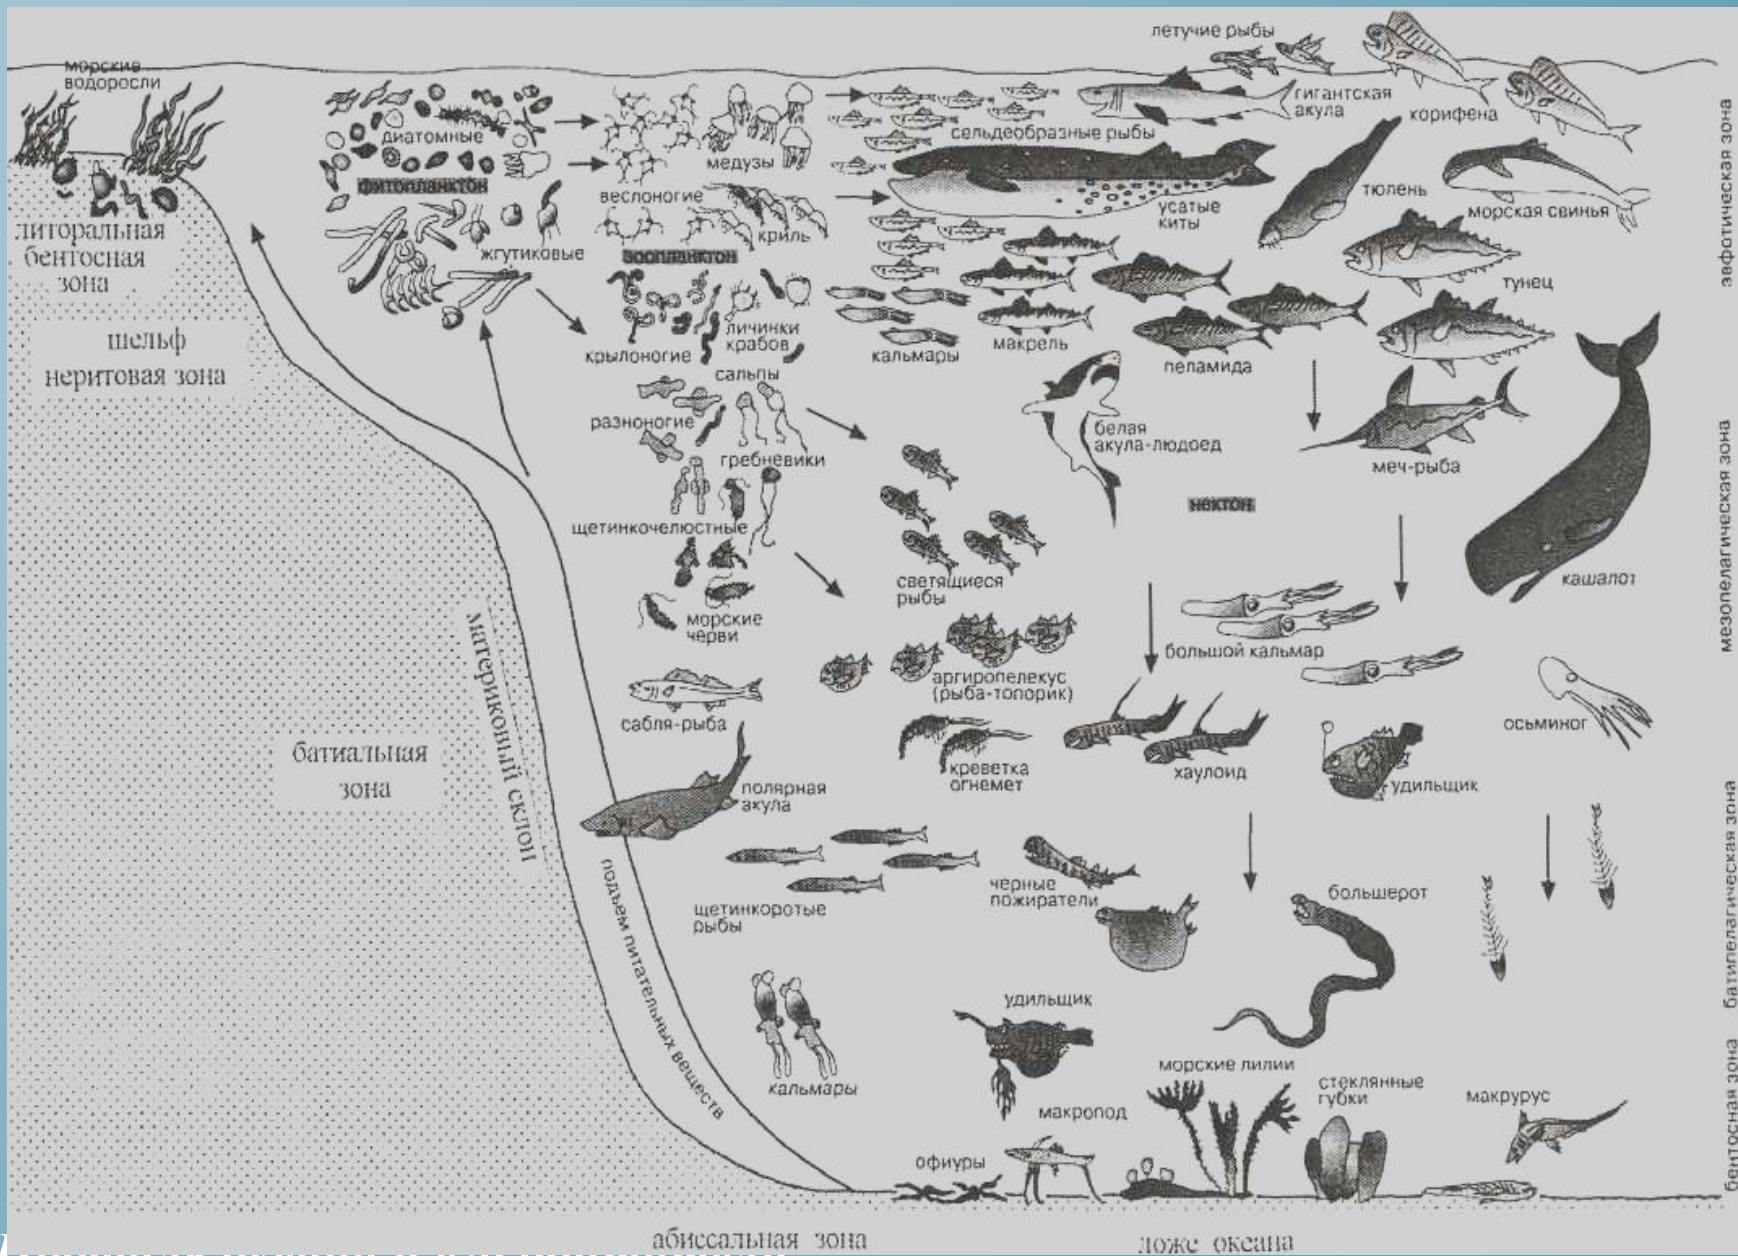 летучие рыбы
морские
водоросли
гигантская
акула
корифена
диатомные
сельдеобразные рыбы
медузы
фитопланктон
веслоногие
тюлень
усатые
киты
морская свинья
криль
литоральная
бентосная
зона
жгутиковые
зоопланктон
тунец
эвфотическая зона
шельф
неритовая зона
личинки
крабов
крылоногие
кальмары
макрель
пеламида
сальпы
разноногие
белая
акула-людоед
гребневики
меч-рыба
нектон
щетинкочелюстные
светящиеся
рыбы
кашалот
мезопелагическая зона
морские
черви
большой кальмар
материковый склон
аргиропелекус
(рыба-топорик)
сабля-рыба
осьминог
батиальная
зона
креветка
огнемет
хаулоид
удильщик
полярная
акула
черные
пожиратели
большерот
щетинкоротые
рыбы
батипелагическая зона
подъем питательных веществ
удильщик
кальмары
морские лилии
стеклянные
губки
макрурус
макропод
офиуры
бентосная зона
абиссальная зона
ложе океана